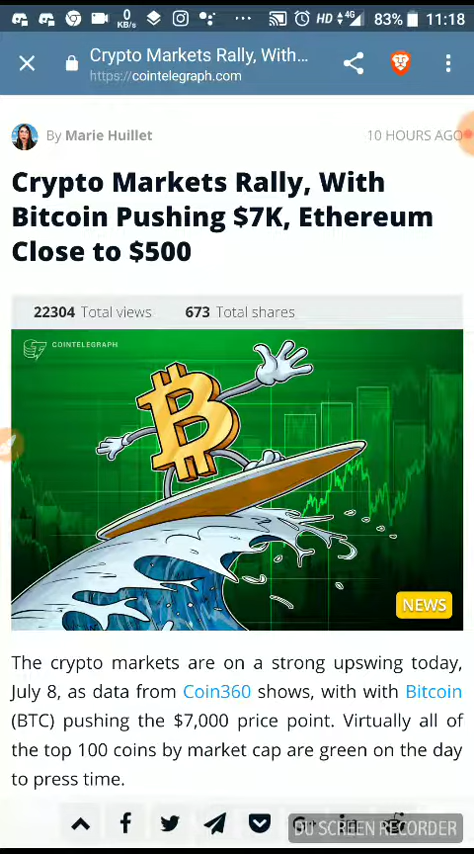 0
KB/s
HD 4G 83% 11:18
Crypto Markets Rally, With...
https://cointelegraph.com
By Marie Huillet 10 HOURS AGO
Crypto Markets Rally, With
Bitcoin Pushing $7K, Ethereum
Close to $500
22304 Total views 673 Total shares
COINTELEGRAPH
NEWS
The crypto markets are on a strong upswing today,
July 8, as data from Coin360 shows, with with Bitcoin
(BTC) pushing the $7,000 price point. Virtually all of
the top 100 coins by market cap are green on the day
to press time.
DU SCREEN RECORDER